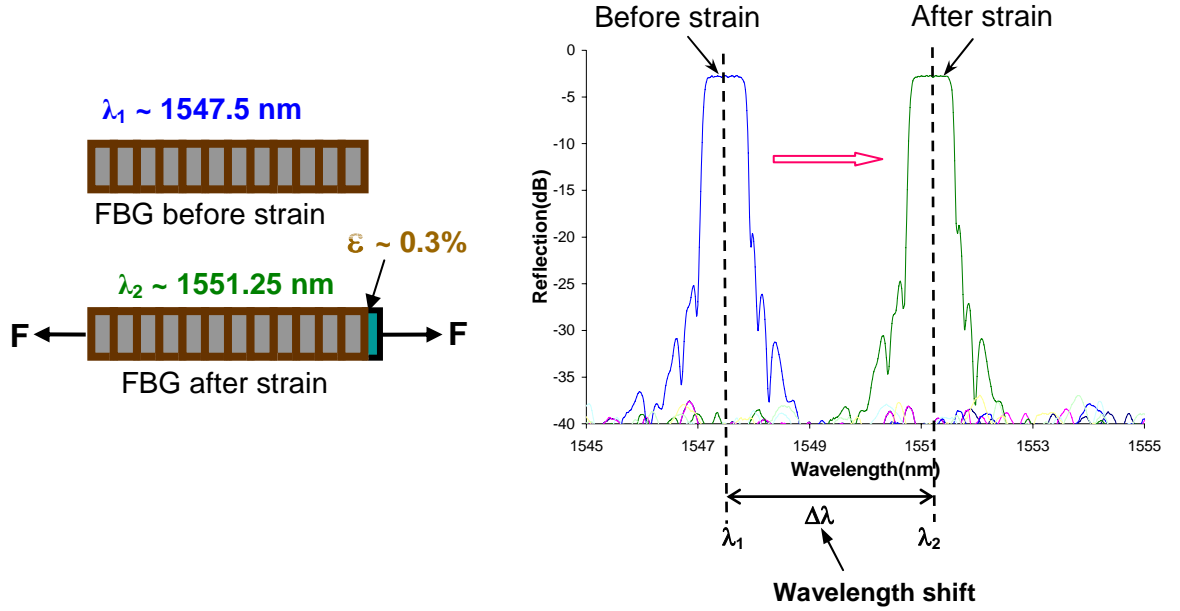 λ1 ~ 1547.5 nm
FBG before strain
ε ~ 0.3%
λ2 ~ 1551.25 nm
F
F
FBG after strain
Before strain
After strain
Reflection(dB)
0
-5
-10
-15
-20
-25
-30
-35
-40
1545
1547
1549
1551
1553
1555
Wavelength(nm)
Δλ
λ1
λ2
Wavelength shift